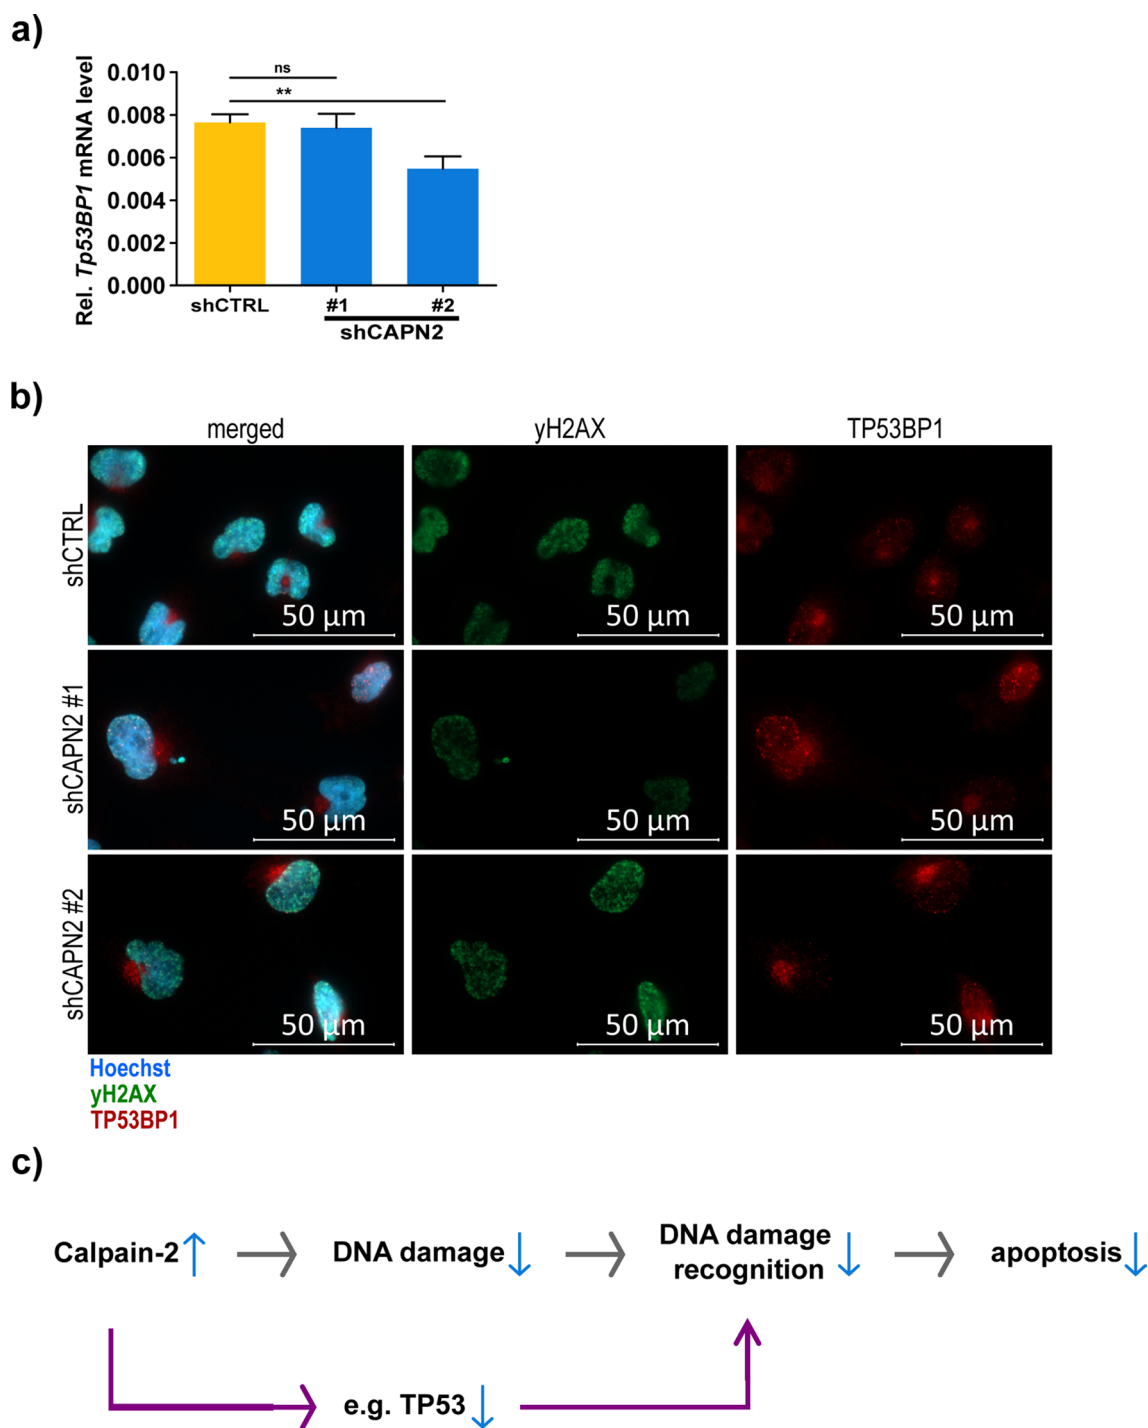 a)
Rel. Tp53BP1 mRNA level
0.010
0.008
0.006
0.004
0.002
0.000
ns
**
shCTRL
#1 #2
shCAPN2
b)
merged yH2AX TP53BP1
shCTRL
50 µm 50 µm 50 µm
shCAPN2 #1
50 µm 50 µm 50 µm
shCAPN2 #2
50 µm 50 µm 50 µm
Hoechst
yH2AX
TP53BP1
c)
Calpain-2 DNA damage DNA damage recognition apoptosis
e.g. TP53